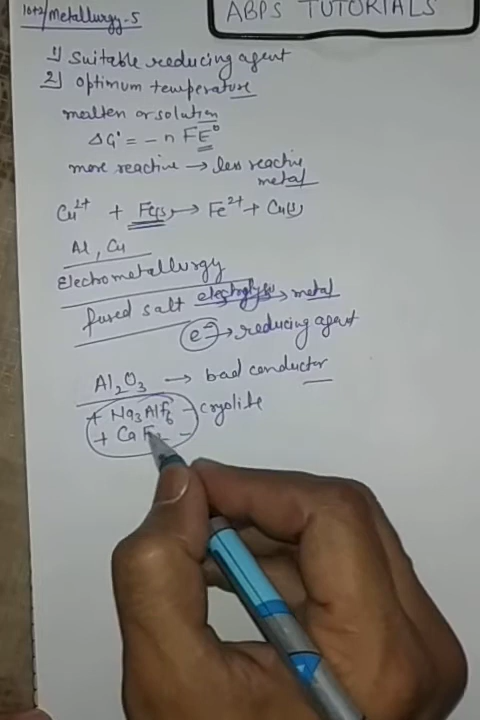 10+2/Metallurgy-5
ABPS TUTORIALS
1) Suitable reducing agent
2) optimum temperature
molten or solution
ΔG° = - n FE°
more reactive → less reactive
metal
Cu²⁺ + Fe(s) → Fe²⁺ + Cu(s)
Al, Cu
Electrometallurgy
fused salt electrolysis → metal
e⁻ → reducing agent
Al₂O₃ → bad conductor
+ Na₃AlF₆ - cryolite
+ CaF₂ -